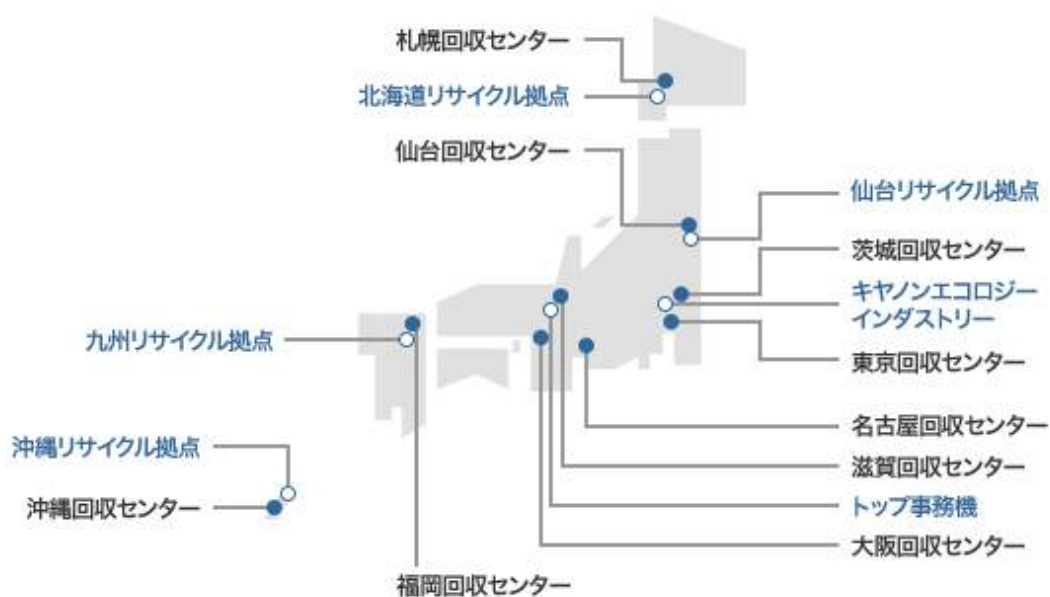 札幌回収センター
北海道リサイクル拠点
仙台回収センター
仙台リサイクル拠点
茨城回収センター
キヤノンエコロジー
インダストリー
九州リサイクル拠点
東京回収センター
名古屋回収センター
沖縄リサイクル拠点
滋賀回収センター
沖縄回収センター
トップ事務機
大阪回収センター
福岡回収センター